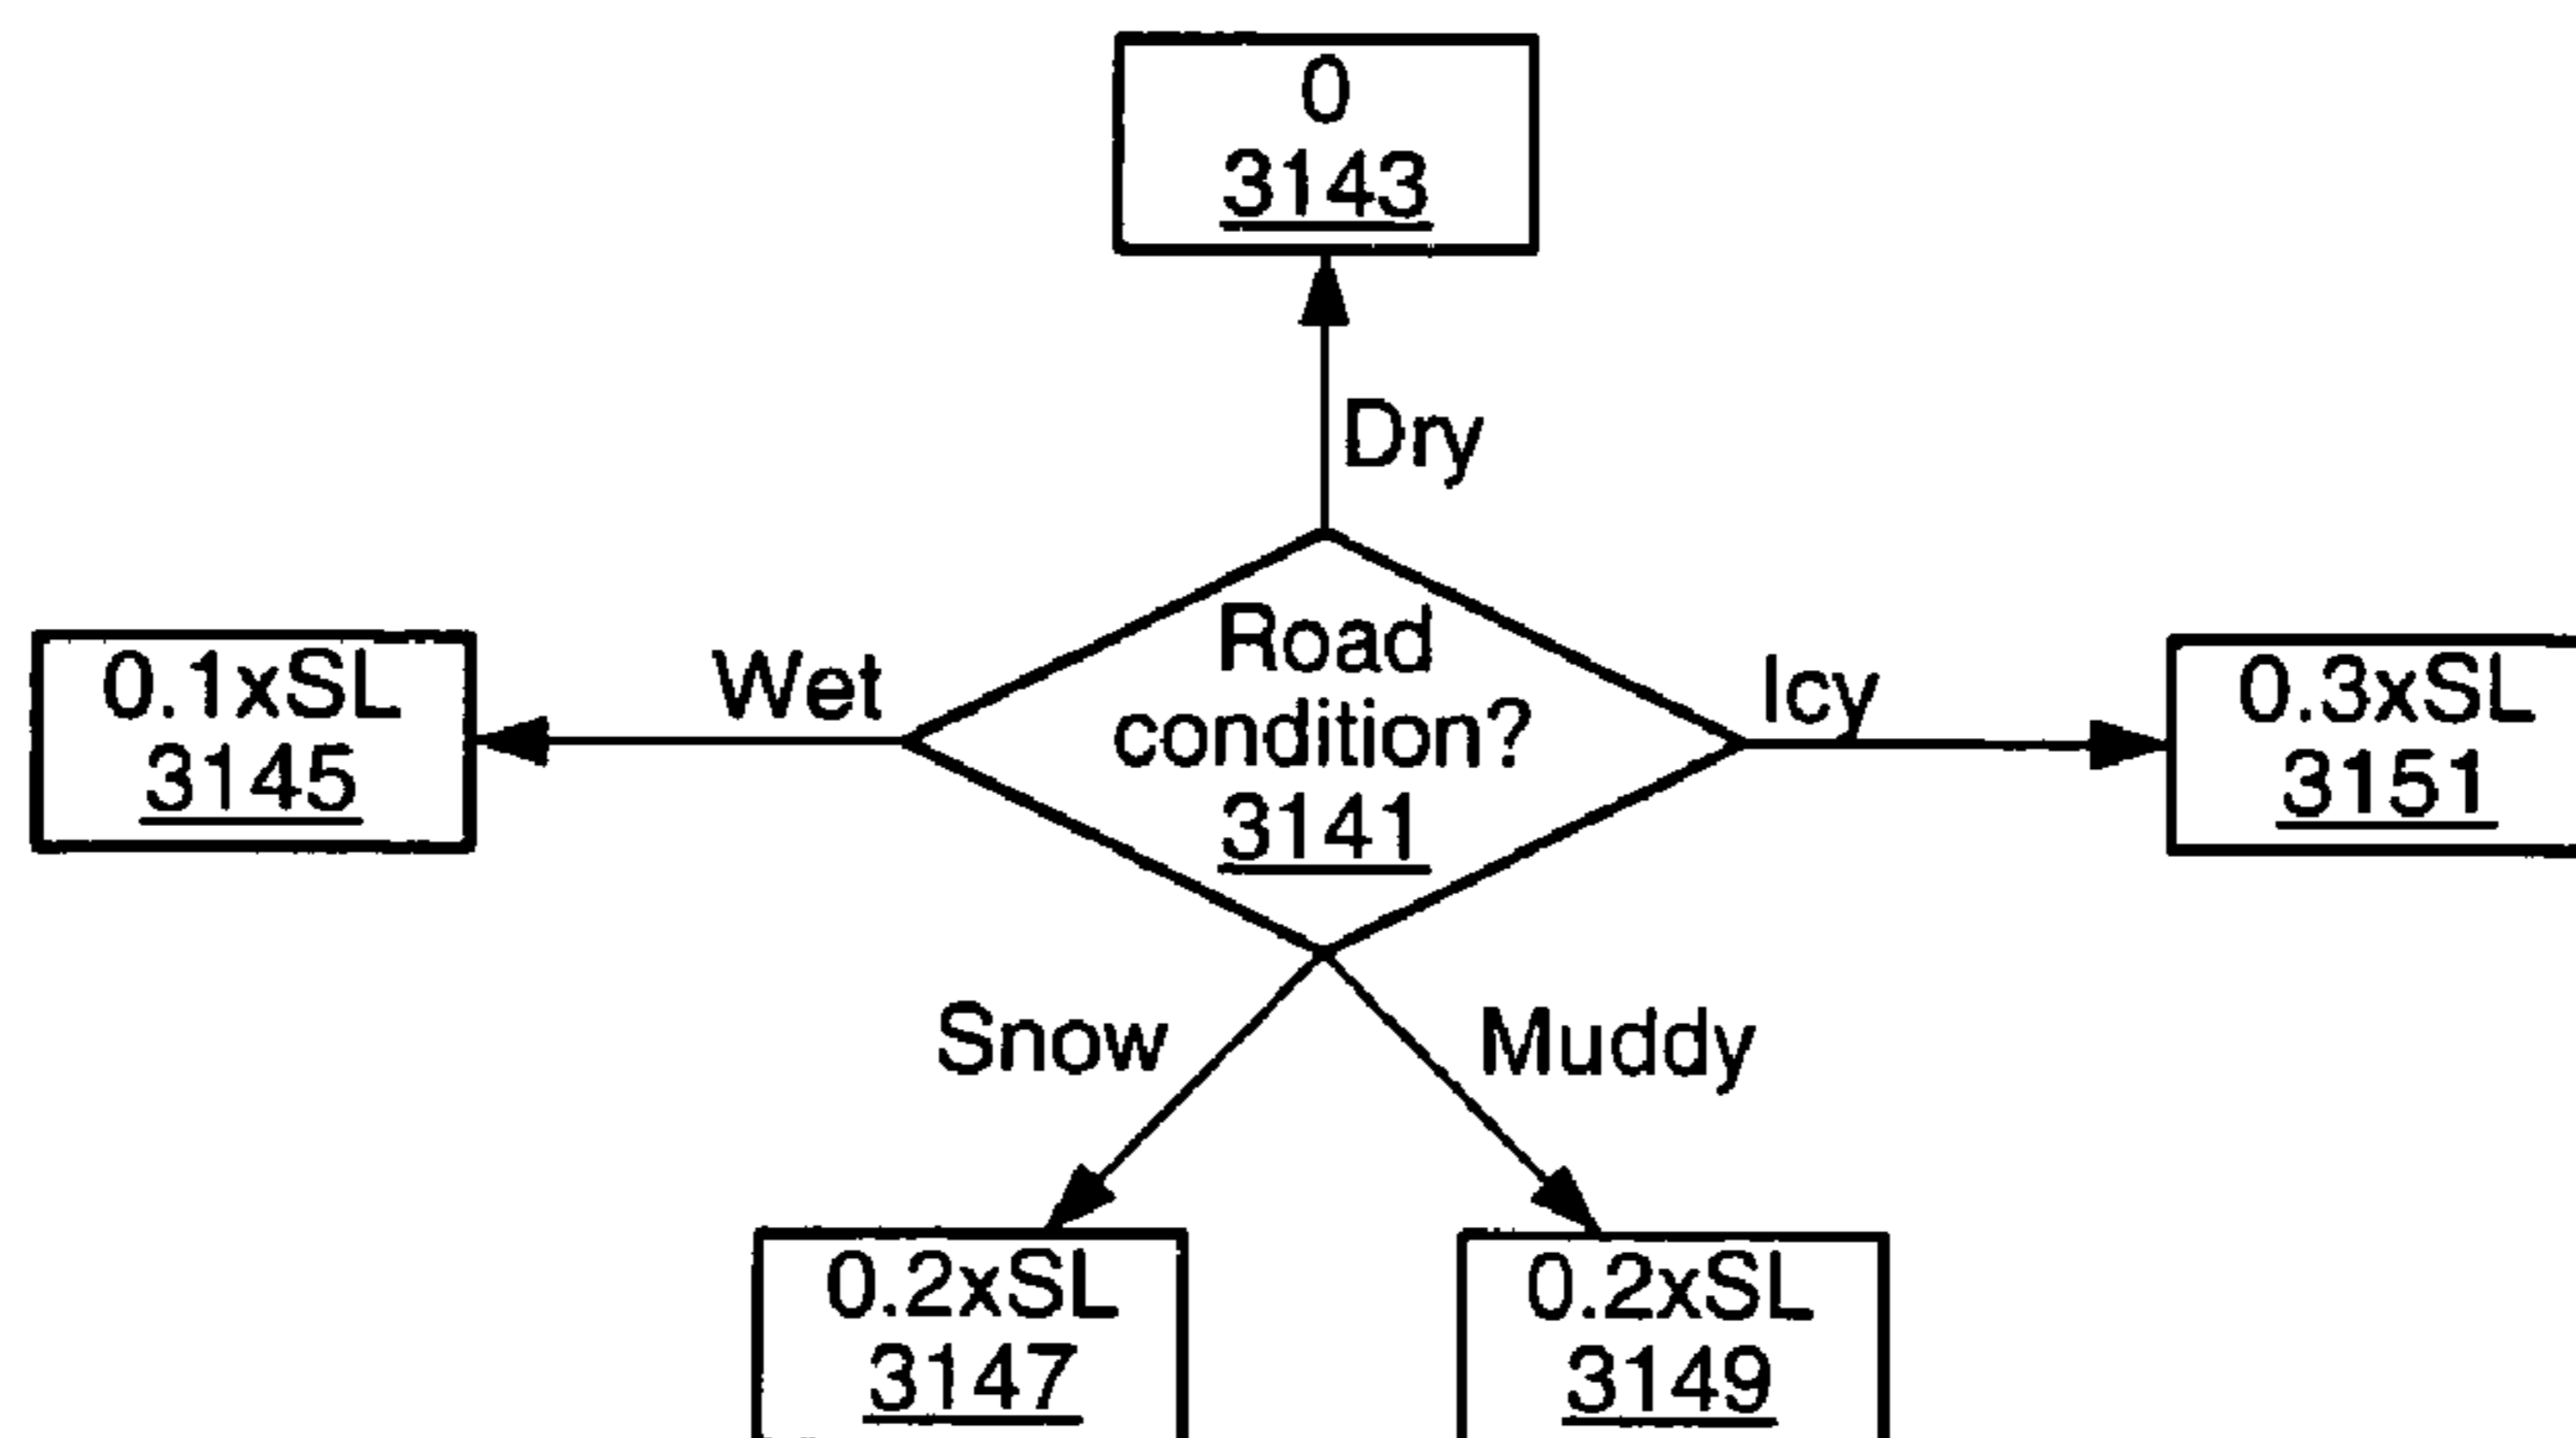 0
3143
Dry
0.1xSL
3145
Wet
Road
condition?
3141
Icy
0.3xSL
3151
Snow
Muddy
0.2xSL
3147
0.2xSL
3149